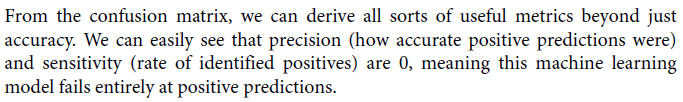 From the confusion matrix, we can derive all sorts of useful metrics beyond just
accuracy. We can easily see that precision (how accurate positive predictions were)
and sensitivity (rate of identified positives) are 0, meaning this machine learning
model fails entirely at positive predictions.